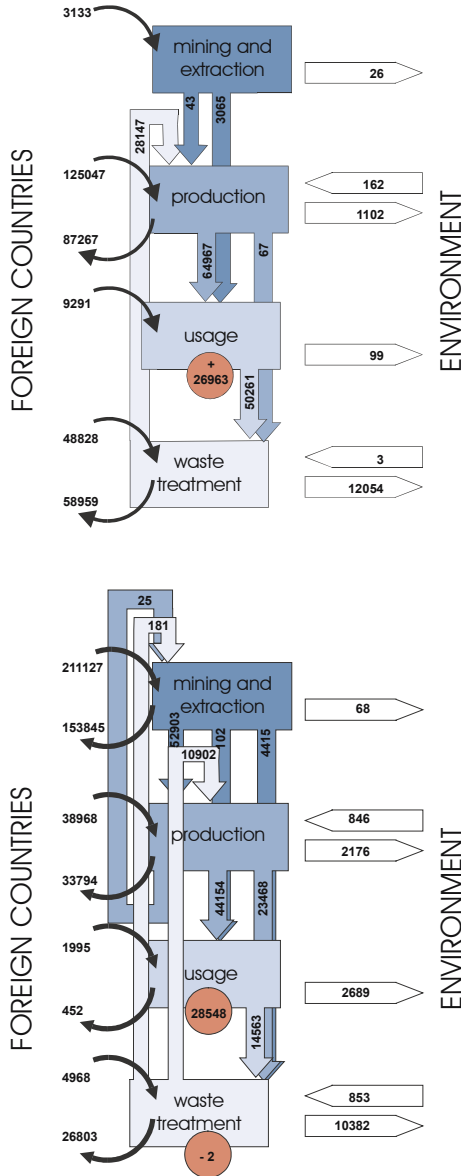 3133
mining and
extraction
26
43
3065
28147
FOREIGN COUNTRIES
ENVIRONMENT
125047
production
162
1102
87267
64967
67
9291
usage
99
+
26963
50261
48828
waste
treatment
3
12054
58959
25
181
211127
mining and
extraction
68
153845
52903
102
4415
10902
FOREIGN COUNTRIES
ENVIRONMENT
38968
production
846
2176
33794
44154
23468
1995
usage
2689
452
28548
14563
4968
waste
treatment
853
10382
26803
- 2